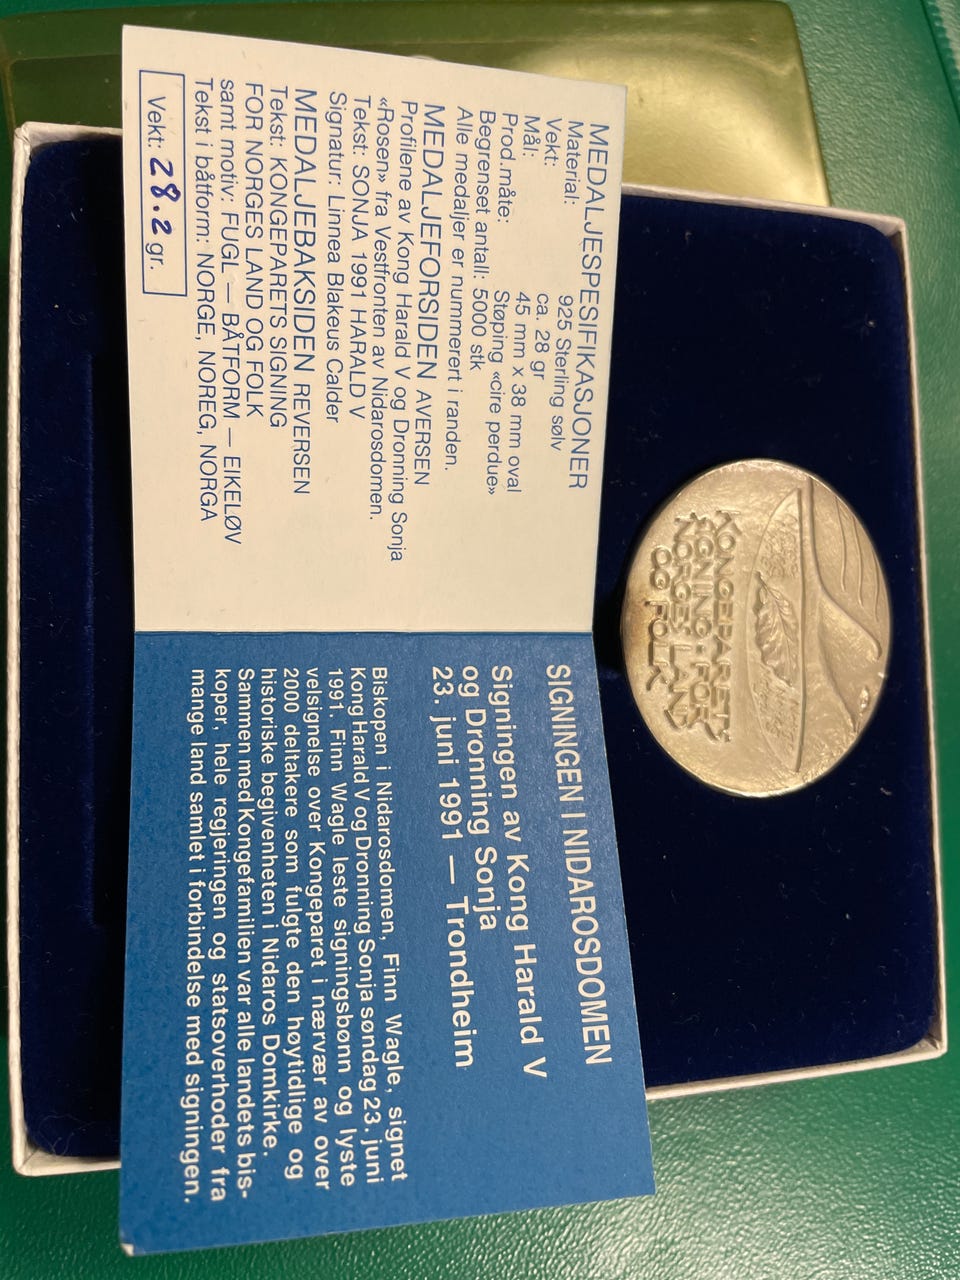 MEDALJESPESIFIKASJONER
Material: 925 Sterling sølv
Vekt: ca. 28 gr
Mål: 45 mm x 38 mm oval
Prod.måte: Støping «cire perdue»
Begrenset antall: 5000 stk
Alle medaljer er nummerert i randen.
MEDALJEFORSIDEN AVERSEN
Profilene av Kong Harald V og Dronning Sonja
«Rosen» fra Vestfronten av Nidarosdomen.
Tekst: SONJA 1991 HARALD V
Signatur: Linnea Blakeus Calder
MEDALJEBAKSIDEN REVERSEN
Tekst: KONGEPARETS SIGNING
FOR NORGES LAND OG FOLK
samt motiv: FUGL — BÅTFORM — EIKELØV
Tekst i båtform: NORGE, NOREG, NORGA
Vekt: 28.2 gr.
SIGNINGEN I NIDAROSDOMEN
Signingen av Kong Harald V
og Dronning Sonja
23. juni 1991 — Trondheim
Biskopen i Nidarosdomen, Finn Wagle, signet
Kong Harald V og Dronning Sonja søndag 23. juni
1991. Finn Wagle leste signingsbønn og lyste
velsignelse over Kongeparet i nærvær av over
2000 deltakere som fulgte den høytidlige og
historiske begivenheten i Nidaros Domkirke.
Sammen med Kongefamilien var alle landets bis-
koper, hele regjeringen og statsoverhoder fra
mange land samlet i forbindelse med signingen.
KONGEPARETS
SIGNING · FOR
NORGES LAND
OG FOLK